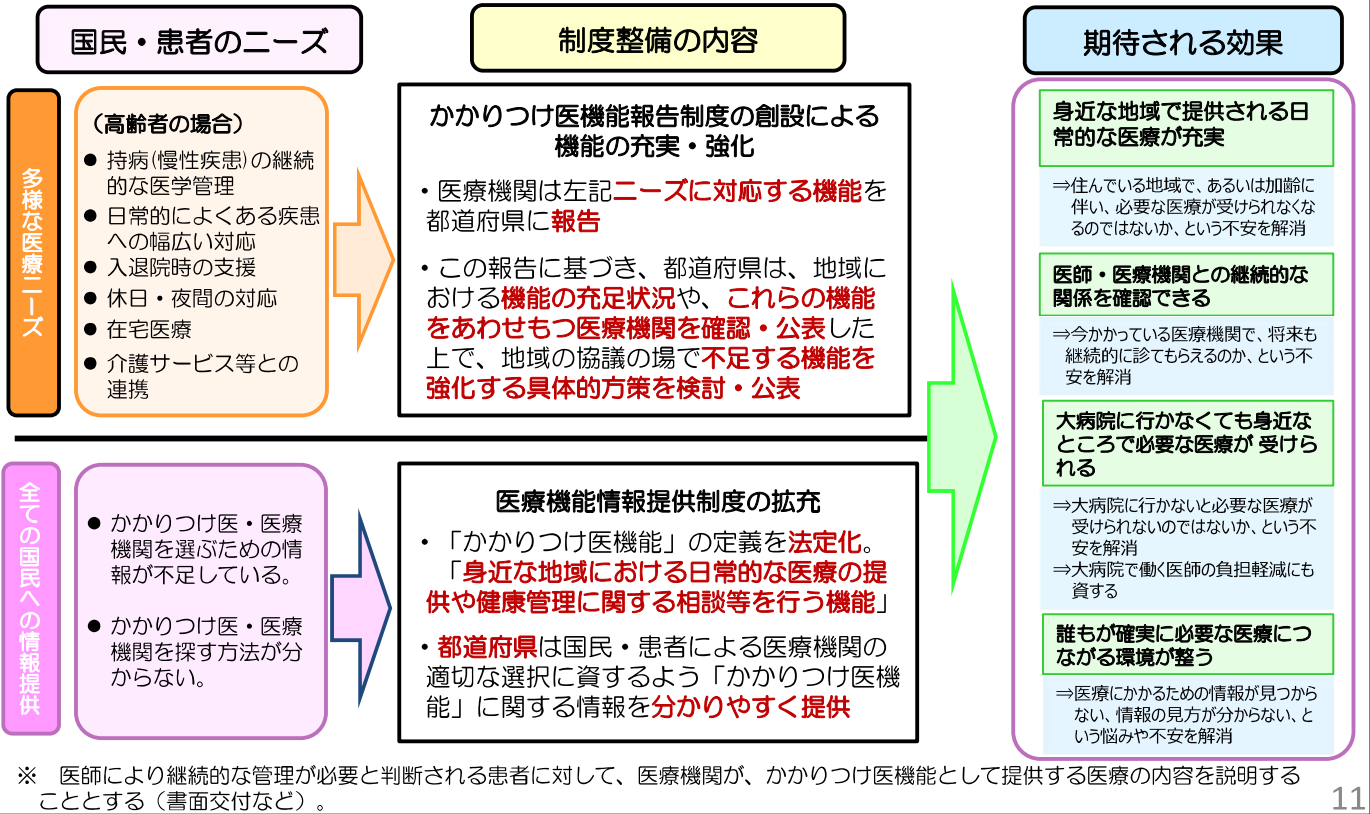 国民・患者のニーズ
制度整備の内容
期待される効果
多様な医療ニーズ
（高齢者の場合）
● 持病(慢性疾患)の継続
的な医学管理
● 日常的によくある疾患
への幅広い対応
● 入退院時の支援
● 休日・夜間の対応
● 在宅医療
● 介護サービス等との
連携
かかりつけ医機能報告制度の創設による
機能の充実・強化
・医療機関は左記ニーズに対応する機能を
都道府県に報告
・この報告に基づき、都道府県は、地域に
おける機能の充足状況や、これらの機能
をあわせもつ医療機関を確認・公表した
上で、地域の協議の場で不足する機能を
強化する具体的方策を検討・公表
全ての国民への情報提供
● かかりつけ医・医療
機関を選ぶための情
報が不足している。
● かかりつけ医・医療
機関を探す方法が分
からない。
医療機能情報提供制度の拡充
・「かかりつけ医機能」の定義を法定化。
「身近な地域における日常的な医療の提
供や健康管理に関する相談等を行う機能」
・都道府県は国民・患者による医療機関の
適切な選択に資するよう「かかりつけ医機
能」に関する情報を分かりやすく提供
身近な地域で提供される日
常的な医療が充実
⇒住んでいる地域で、あるいは加齢に
伴い、必要な医療が受けられなくな
るのではないか、という不安を解消
医師・医療機関との継続的な
関係を確認できる
⇒今かかっている医療機関で、将来も
継続的に診てもらえるのか、という不
安を解消
大病院に行かなくても身近な
ところで必要な医療が 受けら
れる
⇒大病院に行かないと必要な医療が
受けられないのではないか、という不
安を解消
⇒大病院で働く医師の負担軽減にも
資する
誰もが確実に必要な医療につ
ながる環境が整う
⇒医療にかかるための情報が見つから
ない、情報の見方が分からない、と
いう悩みや不安を解消
※　医師により継続的な管理が必要と判断される患者に対して、医療機関が、かかりつけ医機能として提供する医療の内容を説明する
こととする（書面交付など）。
11